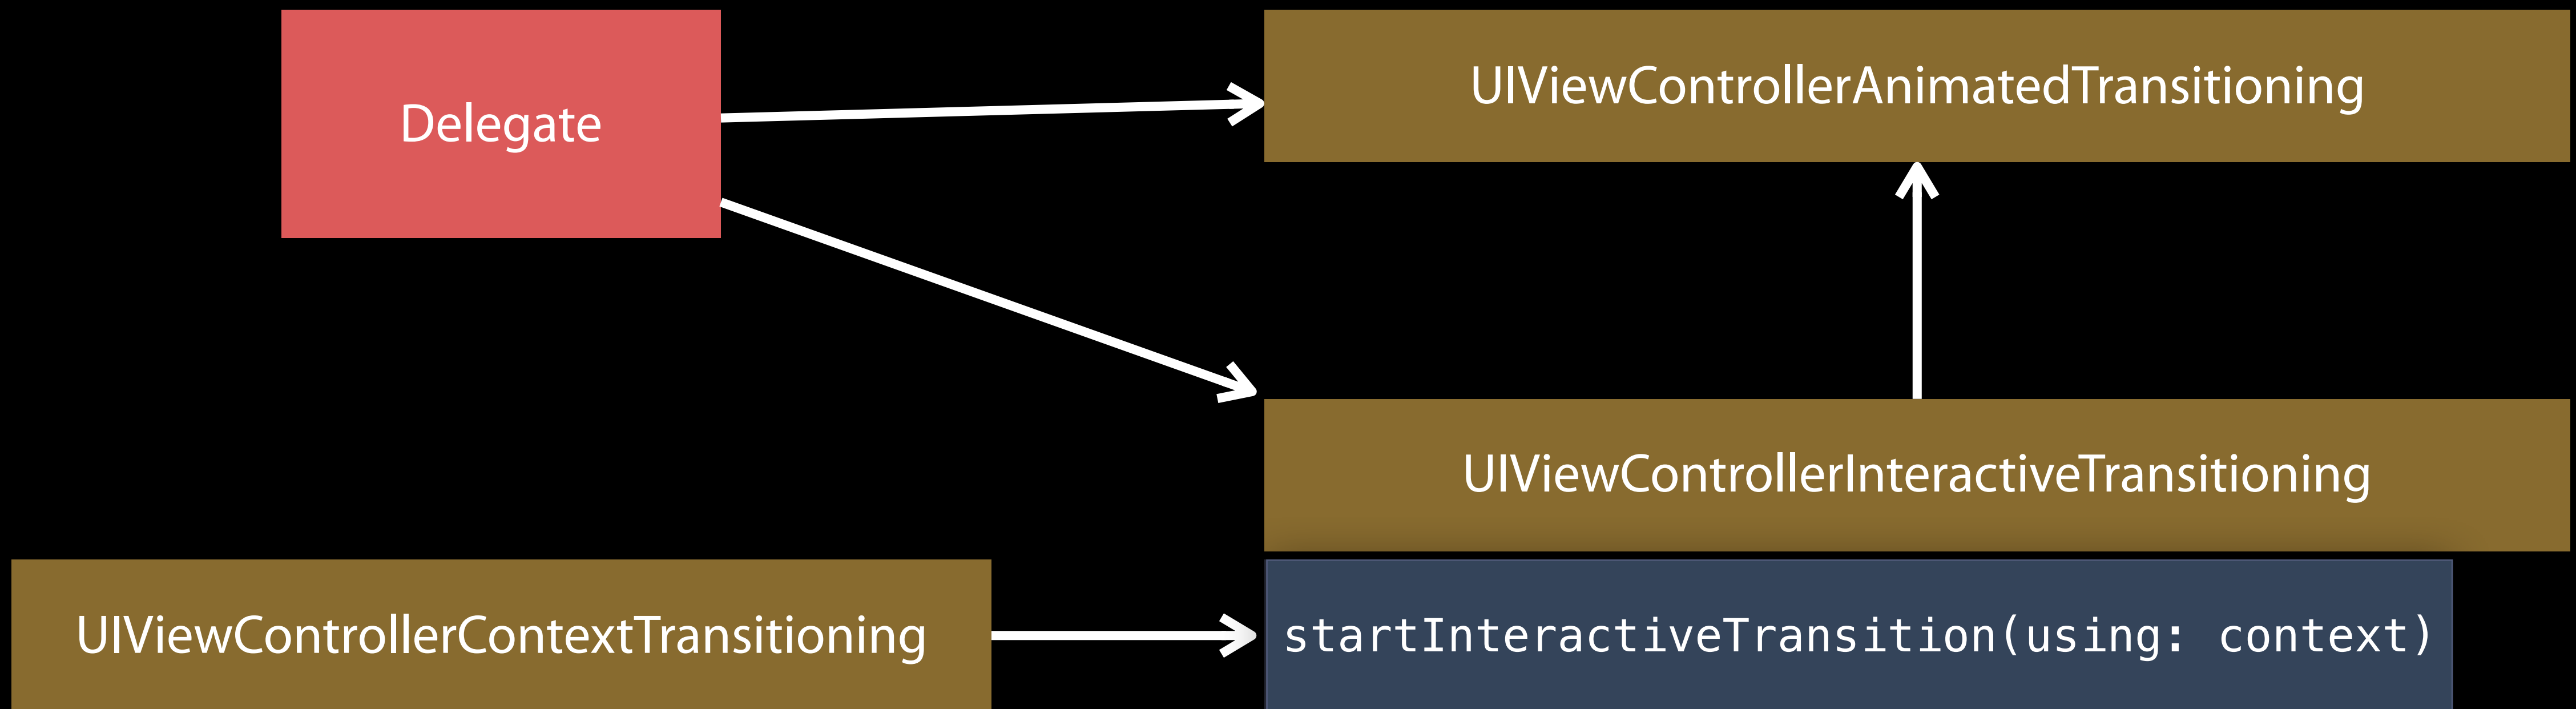 Delegate
UIViewControllerAnimatedTransitioning
UIViewControllerInteractiveTransitioning
UIViewControllerContextTransitioning
startInteractiveTransition(using: context)